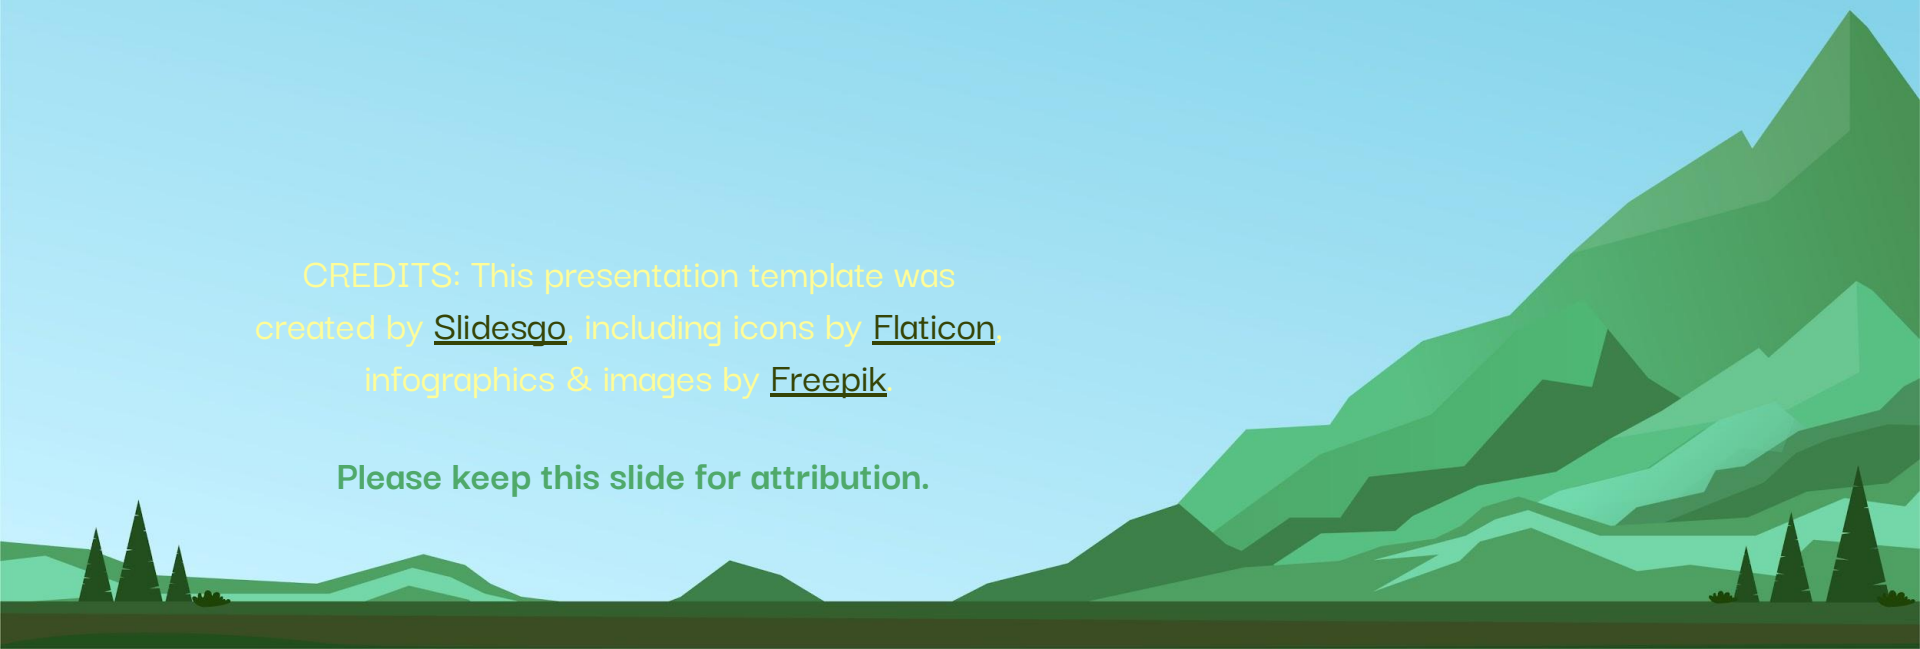 CREDITS: This presentation template was
created by Slidesgo, including icons by Flaticon,
infographics & images by Freepik.
Please keep this slide for attribution.